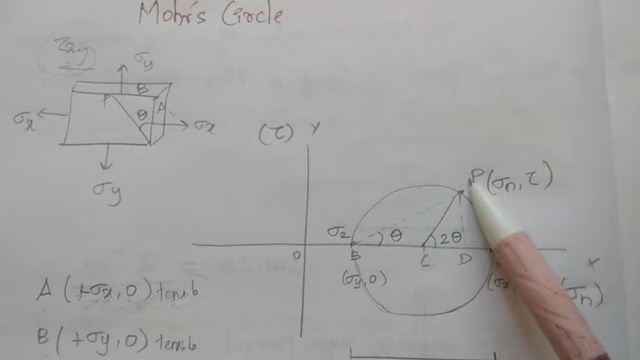 Mohr's Circle
τxy
σy
B
P
A
θ
σx
σx
σy
(τ) Y
P(σn, τ)
σ2
θ
2θ
O
B
C
D
X
(σy,0)
(σx
(σn)
A (+σx, 0) tensile
B (+σy, 0) tensile